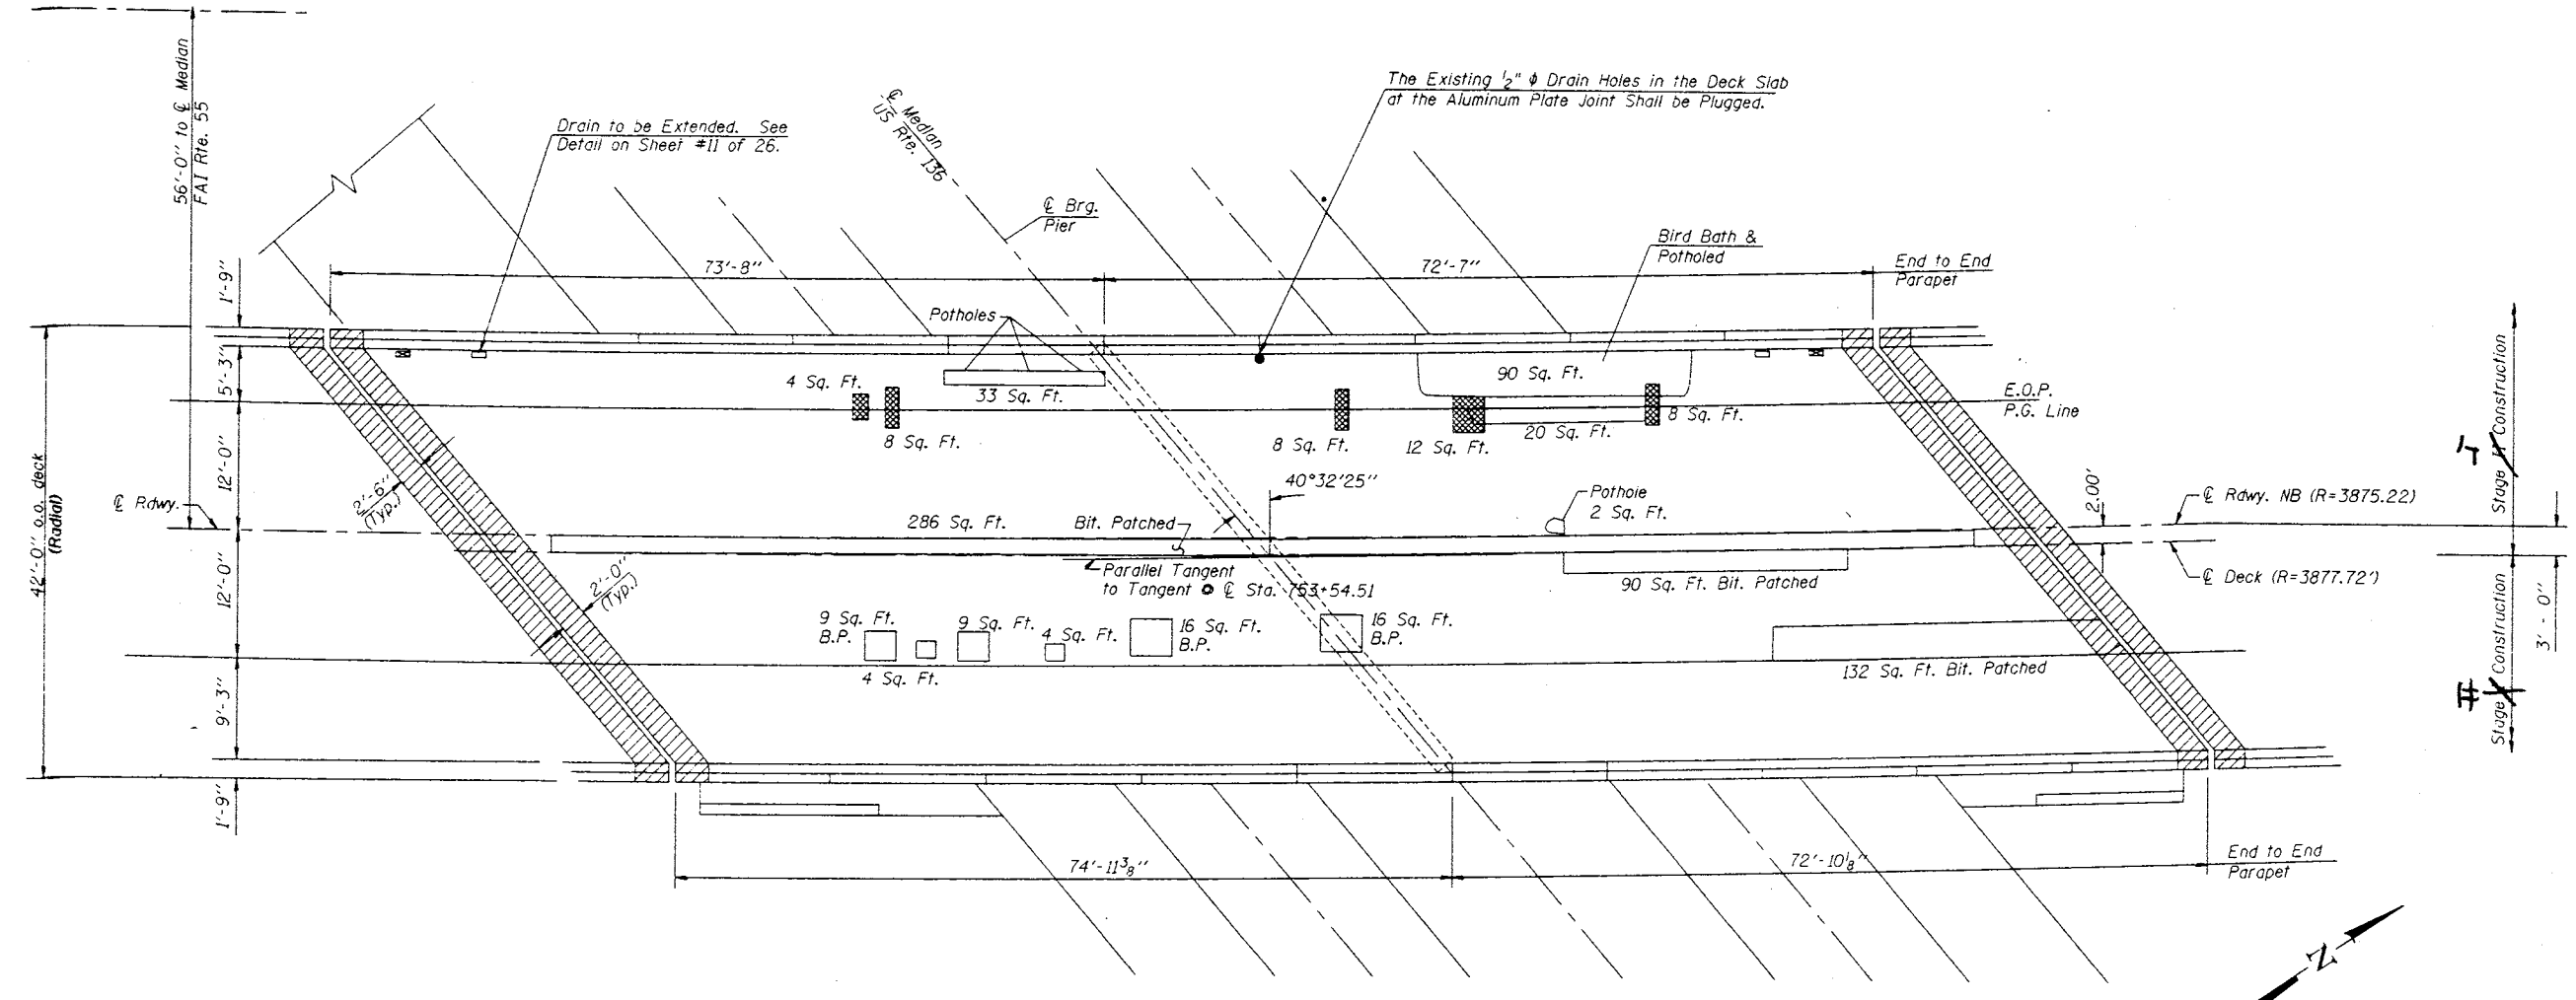 56'-0" to ℄ Median
FAI Rte. 55
Drain to be Extended. See
Detail on Sheet #11 of 26.
℄ Median
US Rte. 136
℄ Brg.
Pier
The Existing ½" ϕ Drain Holes in the Deck Slab
at the Aluminum Plate Joint Shall be Plugged.
Bird Bath &
Potholed
End to End
Parapet
73'-8"
72'-7"
1'-9"
5'-3"
12'-0"
12'-0"
9'-3"
1'-9"
42'-0" o.o. deck
(Radial)
Potholes
4 Sq. Ft.
33 Sq. Ft.
8 Sq. Ft.
90 Sq. Ft.
8 Sq. Ft.
12 Sq. Ft.
20 Sq. Ft.
8 Sq. Ft.
E.O.P.
P.G. Line
2'-6"
(Typ.)
2'-0"
(Typ.)
℄ Rdwy.
286 Sq. Ft.
Bit. Patched
40°32'25"
Pothole
2 Sq. Ft.
2.00'
℄ Rdwy. NB (R=3875.22)
℄ Deck (R=3877.72')
Parallel Tangent
to Tangent @ ℄ Sta. 753+54.51
90 Sq. Ft. Bit. Patched
9 Sq. Ft.
B.P.
4 Sq. Ft.
9 Sq. Ft.
4 Sq. Ft.
16 Sq. Ft.
B.P.
16 Sq. Ft.
B.P.
132 Sq. Ft. Bit. Patched
Stage I Construction
Stage II Construction
3'-0"
74'-11⅜"
72'-10⅛"
End to End
Parapet
N